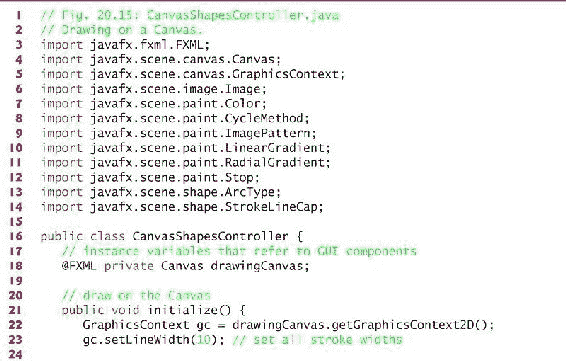 1 // Fig. 20.15: CanvasShapesController.java
2 // Drawing on a Canvas.
3 import javafx.fxml.FXML;
4 import javafx.scene.canvas.Canvas;
5 import javafx.scene.canvas.GraphicsContext;
6 import javafx.scene.image.Image;
7 import javafx.scene.paint.Color;
8 import javafx.scene.paint.CycleMethod;
9 import javafx.scene.paint.ImagePattern;
10 import javafx.scene.paint.LinearGradient;
11 import javafx.scene.paint.RadialGradient;
12 import javafx.scene.paint.Stop;
13 import javafx.scene.shape.ArcType;
14 import javafx.scene.shape.StrokeLineCap;
15
16 public class CanvasShapesController {
17 // instance variables that refer to GUI components
18 @FXML private Canvas drawingCanvas;
19
20 // draw on the Canvas
21 public void initialize() {
22 GraphicsContext gc = drawingCanvas.getGraphicsContext2D();
23 gc.setLineWidth(10); // set all stroke widths
24